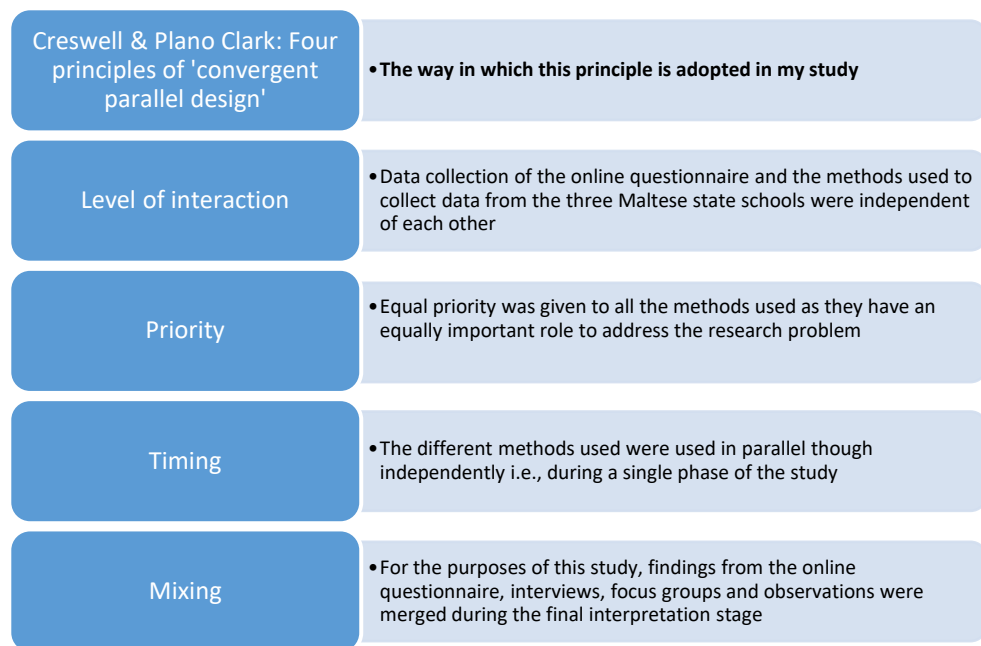 Creswell & Plano Clark: Four
principles of 'convergent
parallel design'
•The way in which this principle is adopted in my study
Level of interaction
•Data collection of the online questionnaire and the methods used to
collect data from the three Maltese state schools were independent
of each other
Priority
•Equal priority was given to all the methods used as they have an
equally important role to address the research problem
Timing
•The different methods used were used in parallel though
independently i.e., during a single phase of the study
Mixing
•For the purposes of this study, findings from the online
questionnaire, interviews, focus groups and observations were
merged during the final interpretation stage